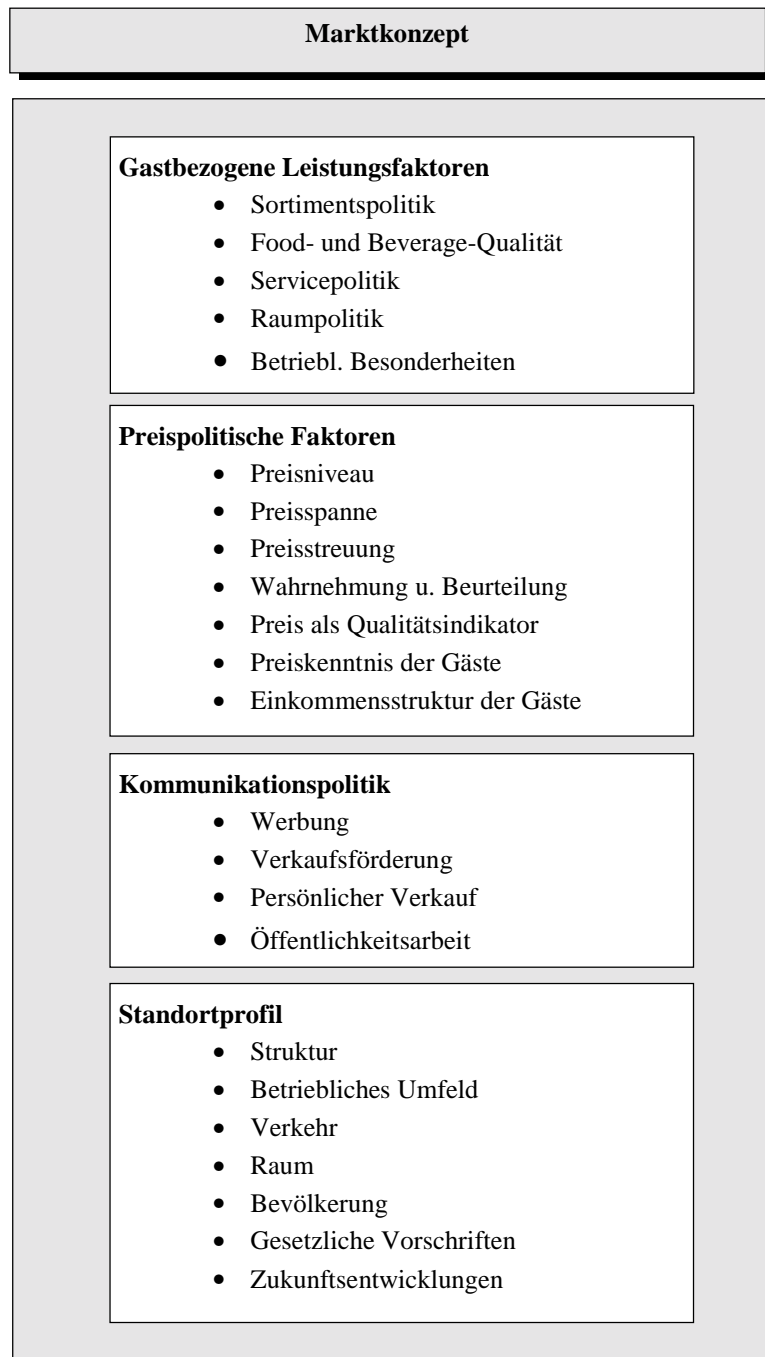 Marktkonzept
Gastbezogene Leistungsfaktoren
• Sortimentspolitik
• Food- und Beverage-Qualität
• Servicepolitik
• Raumpolitik
• Betriebl. Besonderheiten
Preispolitische Faktoren
• Preisniveau
• Preisspanne
• Preisstreuung
• Wahrnehmung u. Beurteilung
• Preis als Qualitätsindikator
• Preiskenntnis der Gäste
• Einkommensstruktur der Gäste
Kommunikationspolitik
• Werbung
• Verkaufsförderung
• Persönlicher Verkauf
• Öffentlichkeitsarbeit
Standortprofil
• Struktur
• Betriebliches Umfeld
• Verkehr
• Raum
• Bevölkerung
• Gesetzliche Vorschriften
• Zukunftsentwicklungen